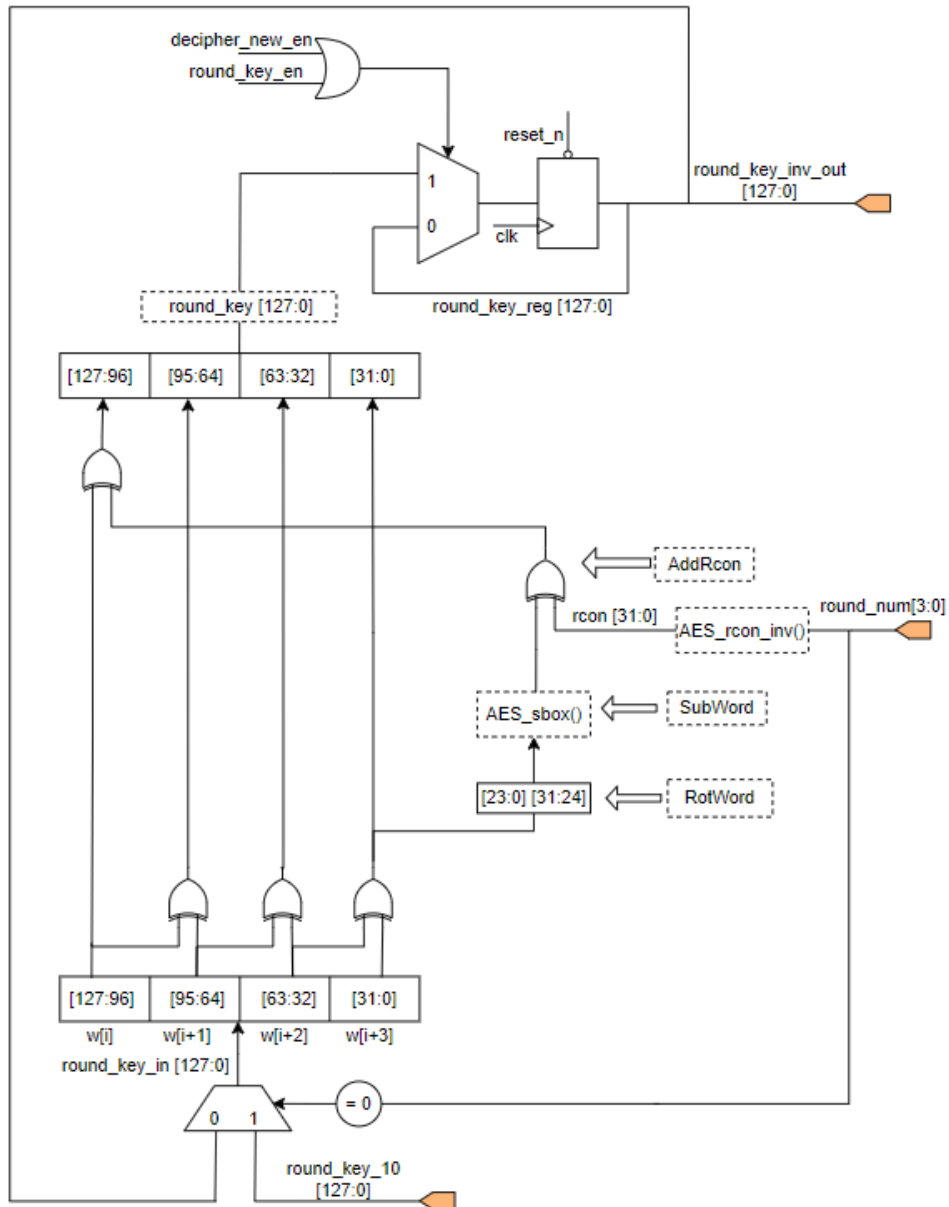 decipher_new_en
round_key_en
reset_n
round_key_inv_out
[127:0]
1
0
clk
round_key [127:0]
round_key_reg [127:0]
[127:96] [95:64] [63:32] [31:0]
AddRcon
rcon [31:0]
AES_rcon_inv()
round_num[3:0]
AES_sbox()
SubWord
[23:0] [31:24]
RotWord
[127:96] [95:64] [63:32] [31:0]
w[i] w[i+1] w[i+2] w[i+3]
round_key_in [127:0]
0 1
= 0
round_key_10
[127:0]